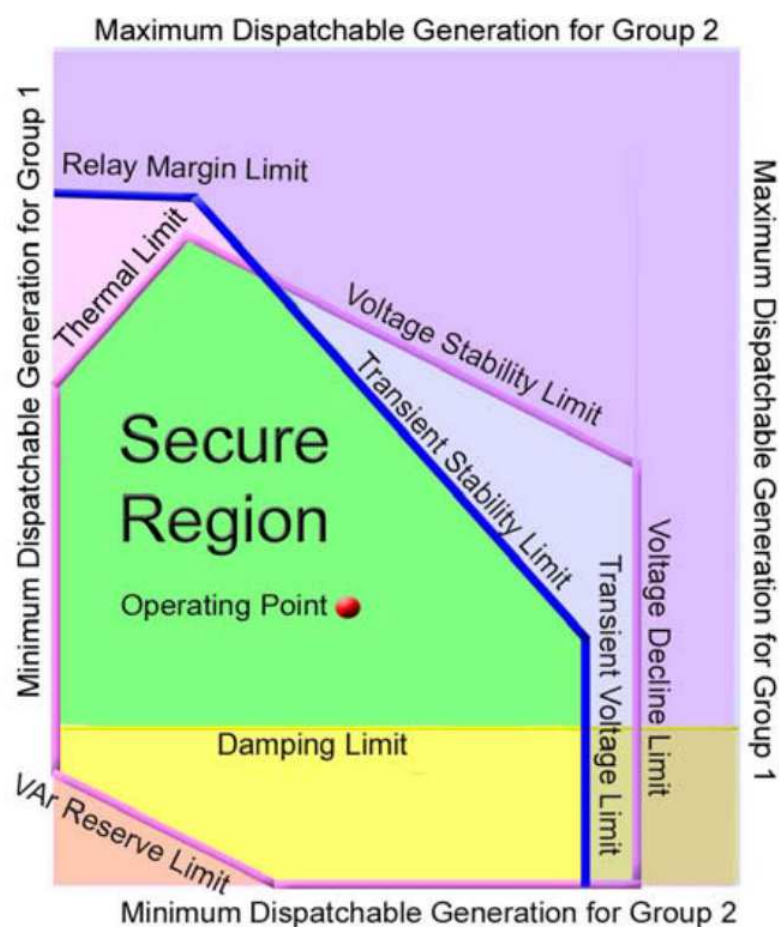 Maximum Dispatchable Generation for Group 2
Minimum Dispatchable Generation for Group 1
Relay Margin Limit
Thermal Limit
Voltage Stability Limit
Transient Stability Limit
Secure
Region
Operating Point
Maximum Dispatchable Generation for Group 1
Voltage Decline Limit
Transient Voltage Limit
Damping Limit
VAr Reserve Limit
Minimum Dispatchable Generation for Group 2